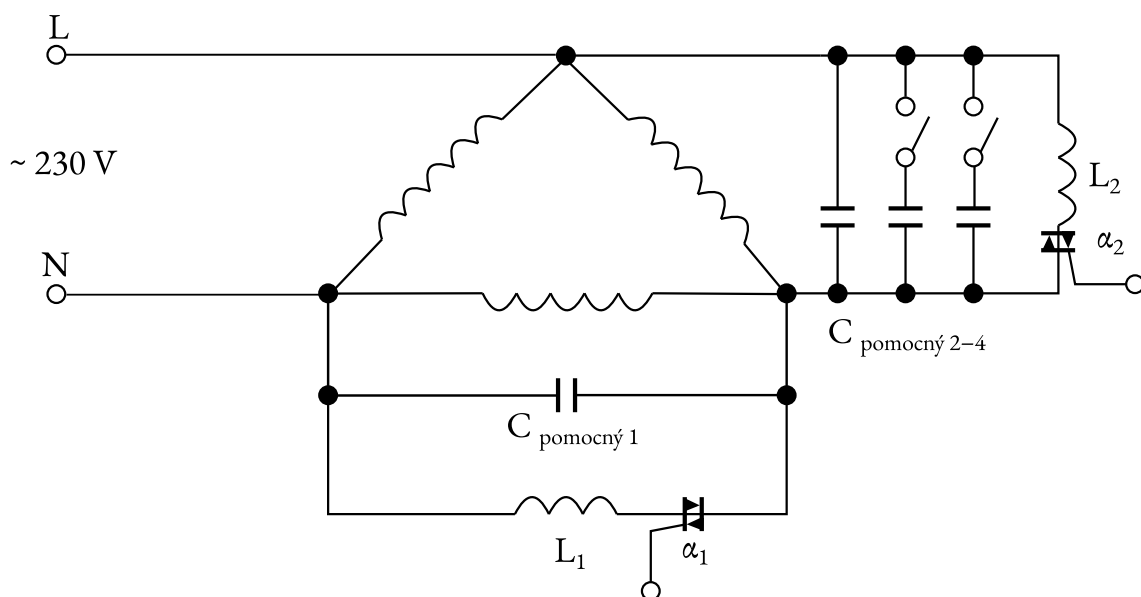 L
~ 230 V
N
L₂
α₂
C pomocný 2–4
C pomocný 1
L₁
α₁